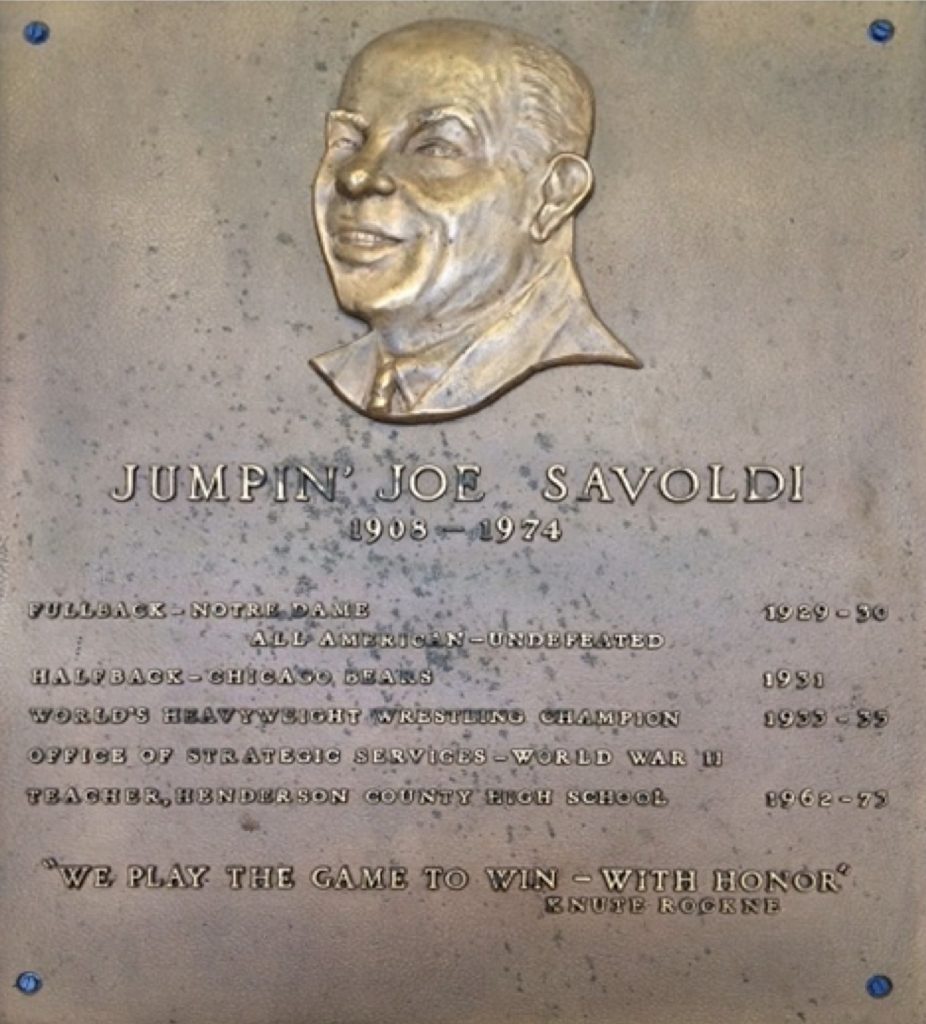 JUMPIN' JOE SAVOLDI
1908 – 1974
FULLBACK – NOTRE DAME 1929 – 30
ALL AMERICAN – UNDEFEATED
HALFBACK – CHICAGO BEARS 1931
WORLD'S HEAVYWEIGHT WRESTLING CHAMPION 1933 – 35
OFFICE OF STRATEGIC SERVICES – WORLD WAR II
TEACHER, HENDERSON COUNTY HIGH SCHOOL 1962 – 73
"WE PLAY THE GAME TO WIN – WITH HONOR"
KNUTE ROCKNE